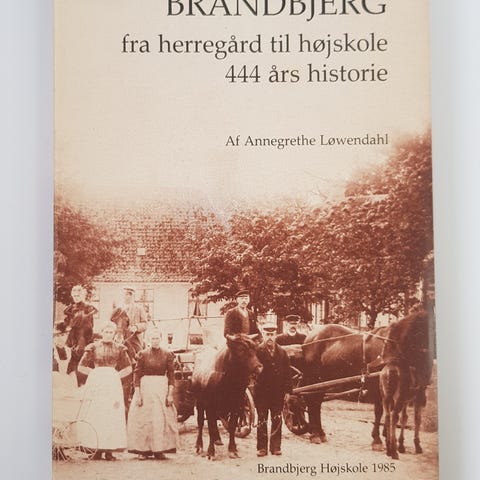 BRANDBJERG
fra herregård til højskole
444 års historie
Af Annegrethe Løwendahl
Brandbjerg Højskole 1985